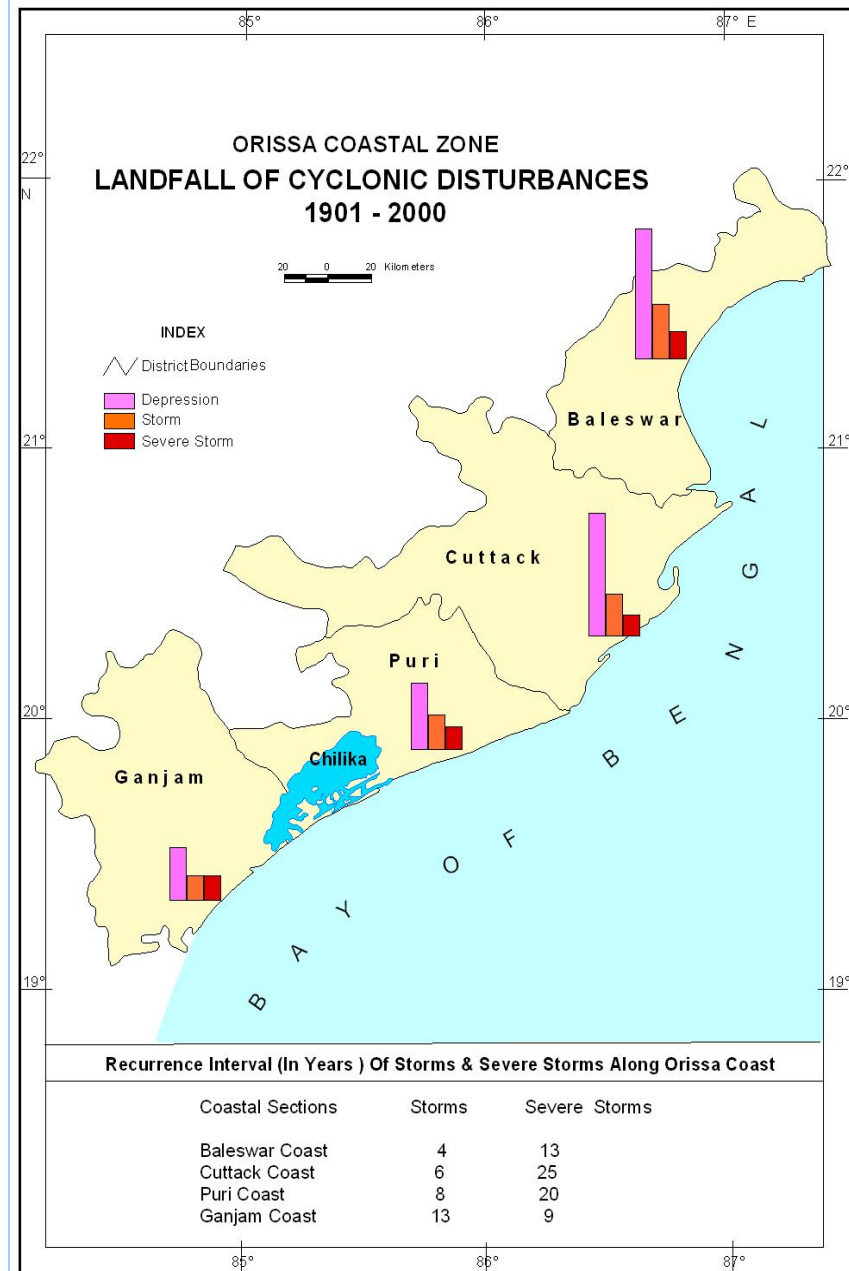 85° 86° 87° E
ORISSA COASTAL ZONE
LANDFALL OF CYCLONIC DISTURBANCES
1901 - 2000
22° 22°
N
20 0 20 Kilometers
INDEX
District Boundaries
Depression
Storm
Severe Storm
21° 21°
Baleswar
Cuttack
Puri
20° 20°
Chilika
Ganjam
BAY OF BENGAL
19° 19°
Recurrence Interval (In Years ) Of Storms & Severe Storms Along Orissa Coast
Coastal Sections Storms Severe Storms
Baleswar Coast 4 13
Cuttack Coast 6 25
Puri Coast 8 20
Ganjam Coast 13 9
85° 86° 87°